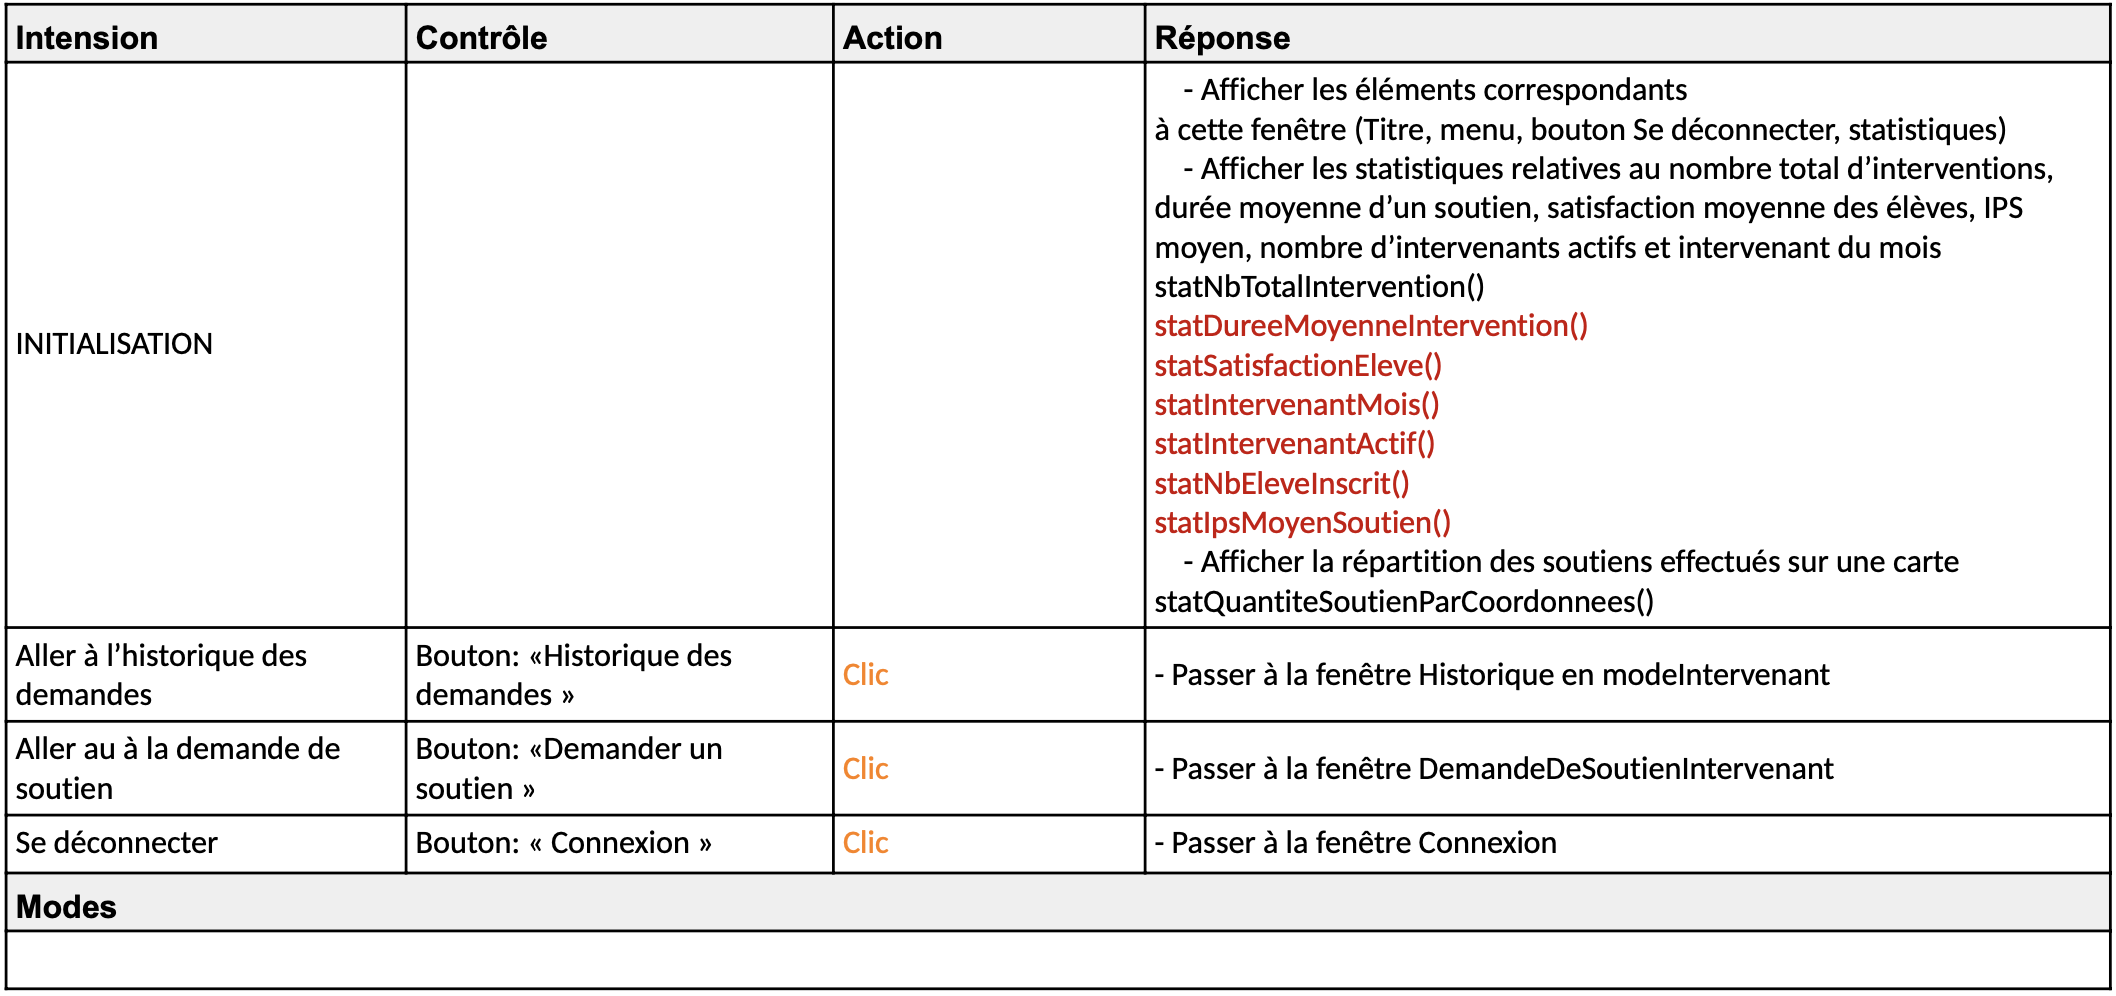 Intension Contrôle Action Réponse
INITIALISATION
- Afficher les éléments correspondants
à cette fenêtre (Titre, menu, bouton Se déconnecter, statistiques)
- Afficher les statistiques relatives au nombre total d’interventions,
durée moyenne d’un soutien, satisfaction moyenne des élèves, IPS
moyen, nombre d’intervenants actifs et intervenant du mois
statNbTotalIntervention()
statDureeMoyenneIntervention()
statSatisfactionEleve()
statIntervenantMois()
statIntervenantActif()
statNbEleveInscrit()
statIpsMoyenSoutien()
- Afficher la répartition des soutiens effectués sur une carte
statQuantiteSoutienParCoordonnees()
Aller à l’historique des
demandes
Bouton: «Historique des
demandes »
Clic
- Passer à la fenêtre Historique en modeIntervenant
Aller au à la demande de
soutien
Bouton: «Demander un
soutien »
Clic
- Passer à la fenêtre DemandeDeSoutienIntervenant
Se déconnecter
Bouton: « Connexion »
Clic
- Passer à la fenêtre Connexion
Modes